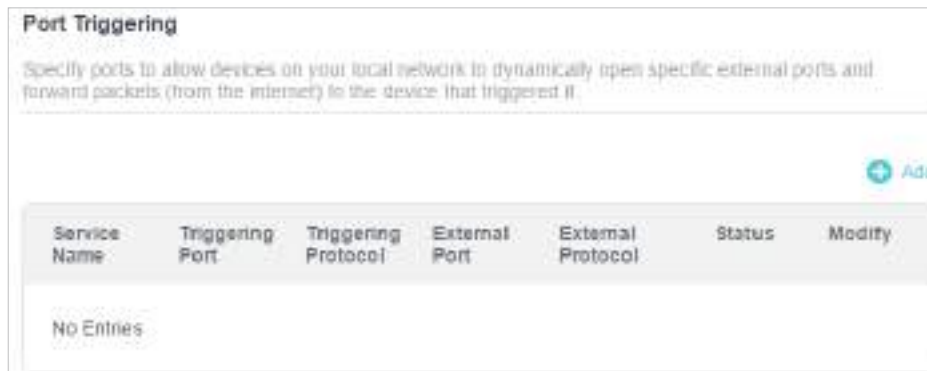 Port Triggering
Specify ports to allow devices on your local network to dynamically open specific external ports and
forward packets (from the internet) to the device that triggered it.
Add
Service Name Triggering Port Triggering Protocol External Port External Protocol Status Modify
No Entries